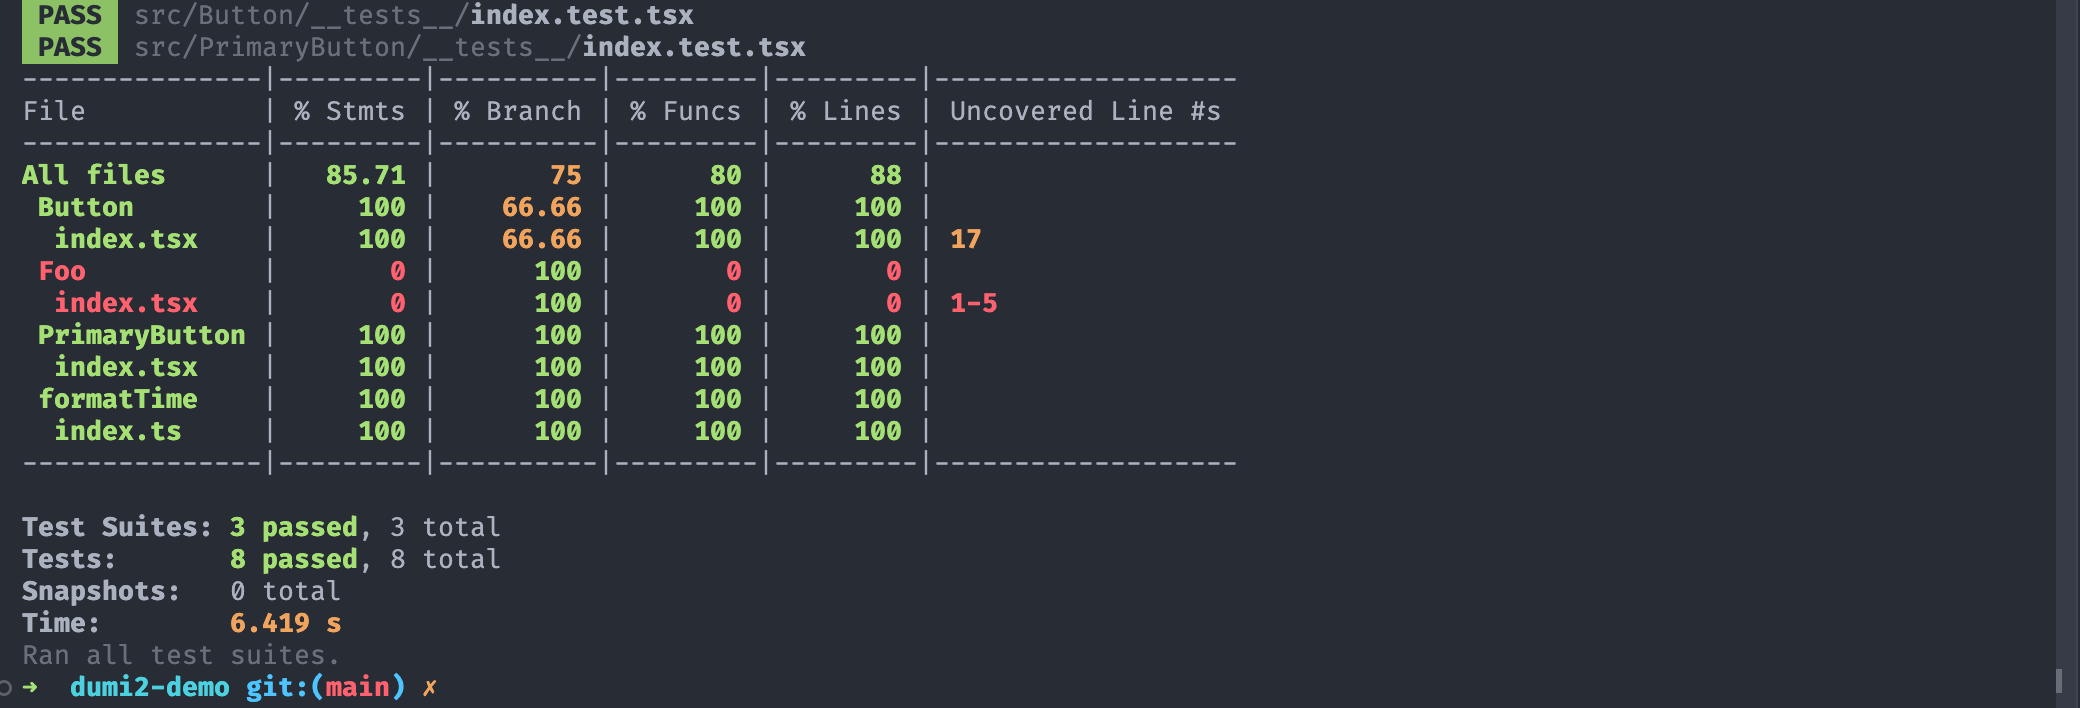 PASS src/Button/__tests__/index.test.tsx
PASS src/PrimaryButton/__tests__/index.test.tsx
---------------|---------|----------|---------|---------|-------------------
File           | % Stmts | % Branch | % Funcs | % Lines | Uncovered Line #s
---------------|---------|----------|---------|---------|-------------------
All files      |   85.71 |       75 |      80 |      88 |
 Button        |     100 |    66.66 |     100 |     100 |
  index.tsx    |     100 |    66.66 |     100 |     100 | 17
 Foo           |       0 |      100 |       0 |       0 |
  index.tsx    |       0 |      100 |       0 |       0 | 1-5
 PrimaryButton |     100 |      100 |     100 |     100 |
  index.tsx    |     100 |      100 |     100 |     100 |
 formatTime    |     100 |      100 |     100 |     100 |
  index.ts     |     100 |      100 |     100 |     100 |
---------------|---------|----------|---------|---------|-------------------
Test Suites: 3 passed, 3 total
Tests:       8 passed, 8 total
Snapshots:   0 total
Time:        6.419 s
Ran all test suites.
➜  dumi2-demo git:(main) ✗